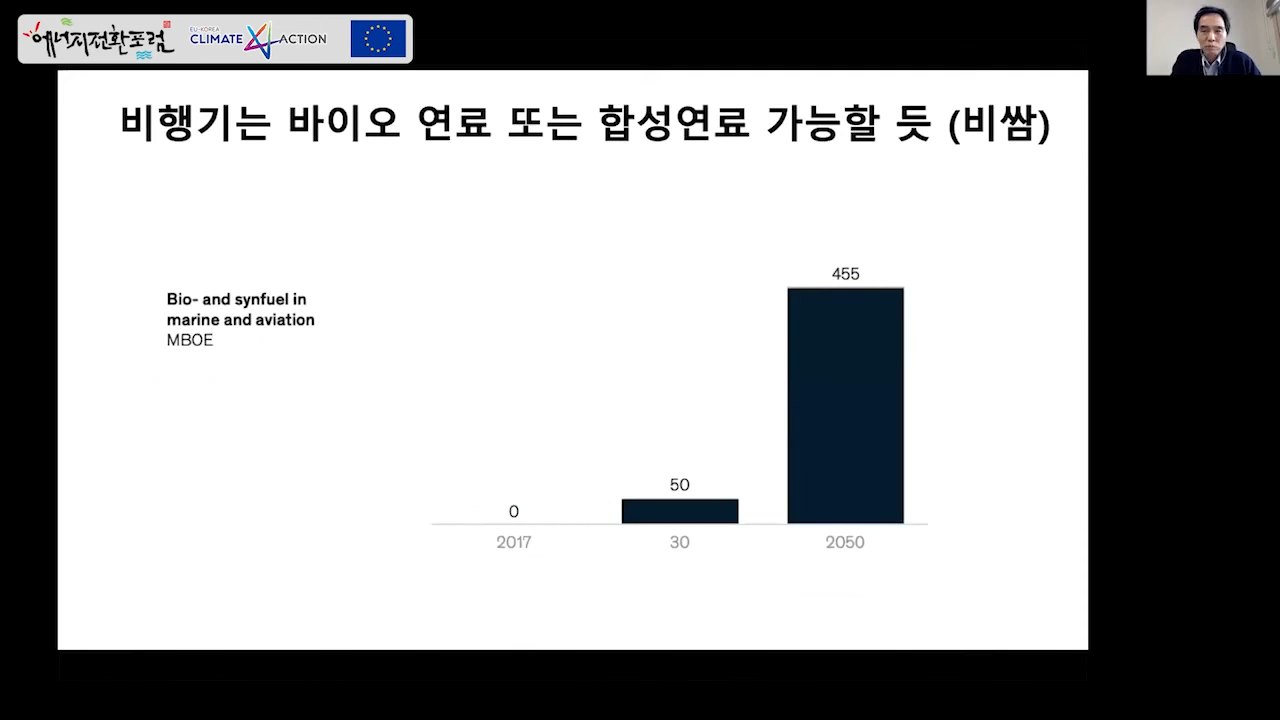 에너지전환포럼
EU-KOREA
CLIMATE ACTION
비행기는 바이오 연료 또는 합성연료 가능할 듯 (비쌈)
Bio- and synfuel in
marine and aviation
MBOE
455
50
0
2017 30 2050